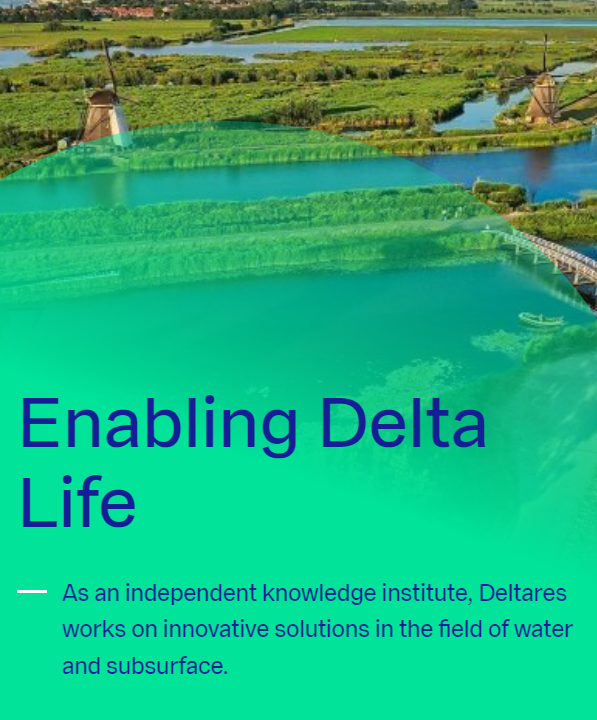 Enabling Delta
Life
As an independent knowledge institute, Deltares
works on innovative solutions in the field of water
and subsurface.